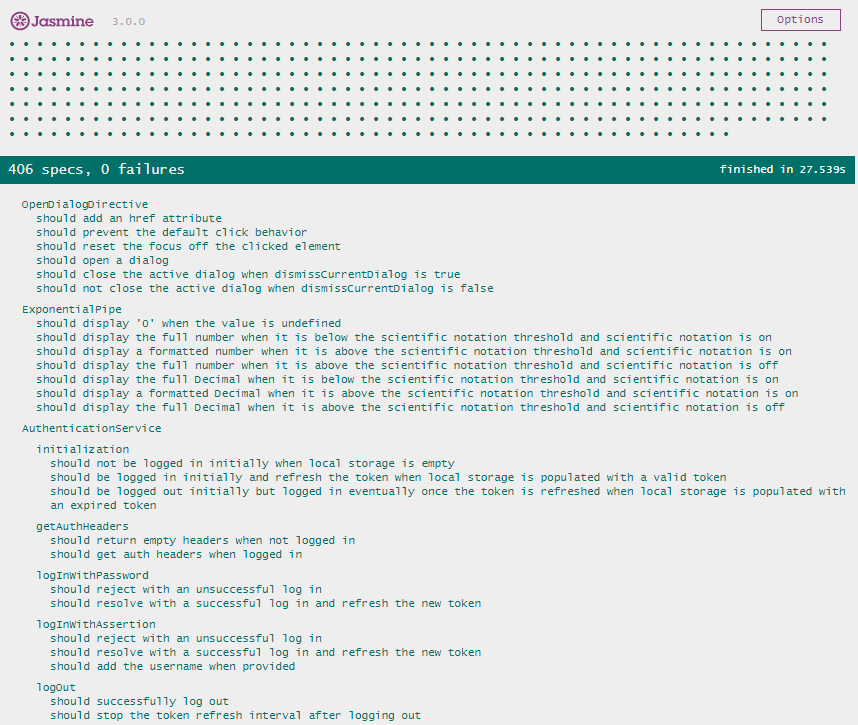 Jasmine 3.0.0 Options
406 specs, 0 failures finished in 27.539s
OpenDialogDirective
should add an href attribute
should prevent the default click behavior
should reset the focus off the clicked element
should open a dialog
should close the active dialog when dismissCurrentDialog is true
should not close the active dialog when dismissCurrentDialog is false
ExponentialPipe
should display '0' when the value is undefined
should display the full number when it is below the scientific notation threshold and scientific notation is on
should display a formatted number when it is above the scientific notation threshold and scientific notation is on
should display the full number when it is above the scientific notation threshold and scientific notation is off
should display the full Decimal when it is below the scientific notation threshold and scientific notation is on
should display a formatted Decimal when it is above the scientific notation threshold and scientific notation is on
should display the full Decimal when it is above the scientific notation threshold and scientific notation is off
AuthenticationService
initialization
should not be logged in initially when local storage is empty
should be logged in initially and refresh the token when local storage is populated with a valid token
should be logged out initially but logged in eventually once the token is refreshed when local storage is populated with
an expired token
getAuthHeaders
should return empty headers when not logged in
should get auth headers when logged in
logInWithPassword
should reject with an unsuccessful log in
should resolve with a successful log in and refresh the new token
logInWithAssertion
should reject with an unsuccessful log in
should resolve with a successful log in and refresh the new token
should add the username when provided
logOut
should successfully log out
should stop the token refresh interval after logging out